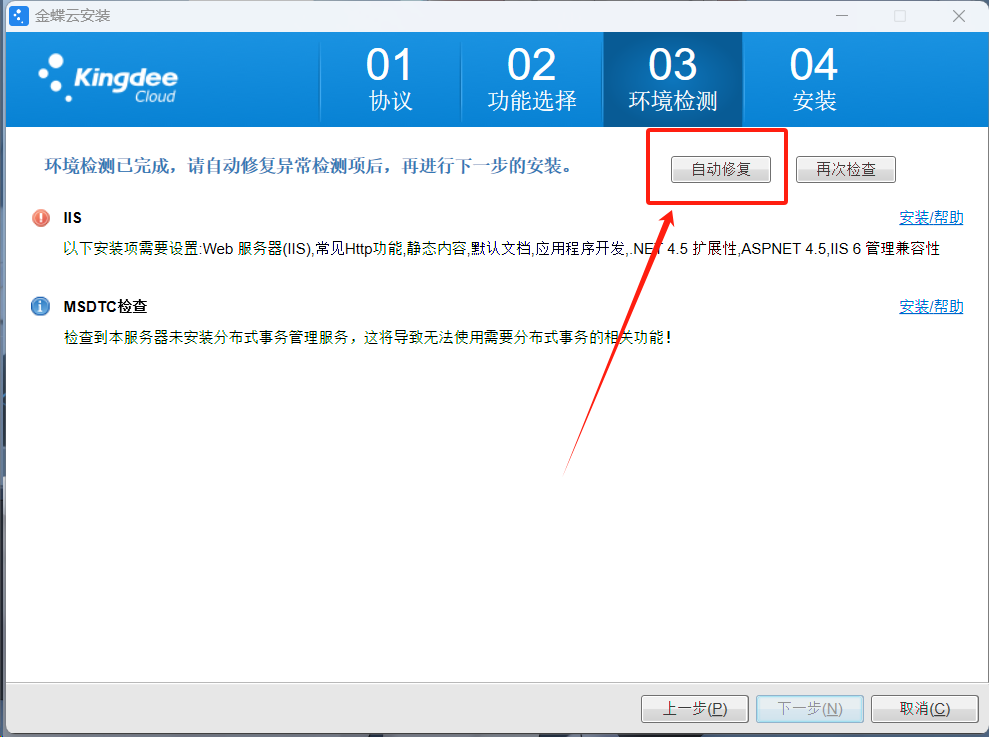 金蝶云安装
Kingdee
Cloud
01
协议
02
功能选择
03
环境检测
04
安装
环境检测已完成，请自动修复异常检测项后，再进行下一步的安装。
自动修复
再次检查
IIS
安装/帮助
以下安装项需要设置:Web 服务器(IIS),常见Http功能,静态内容,默认文档,应用程序开发,.NET 4.5 扩展性,ASPNET 4.5,IIS 6 管理兼容性
MSDTC检查
安装/帮助
检查到本服务器未安装分布式事务管理服务，这将导致无法使用需要分布式事务的相关功能！
上一步(P)
下一步(N)
取消(C)